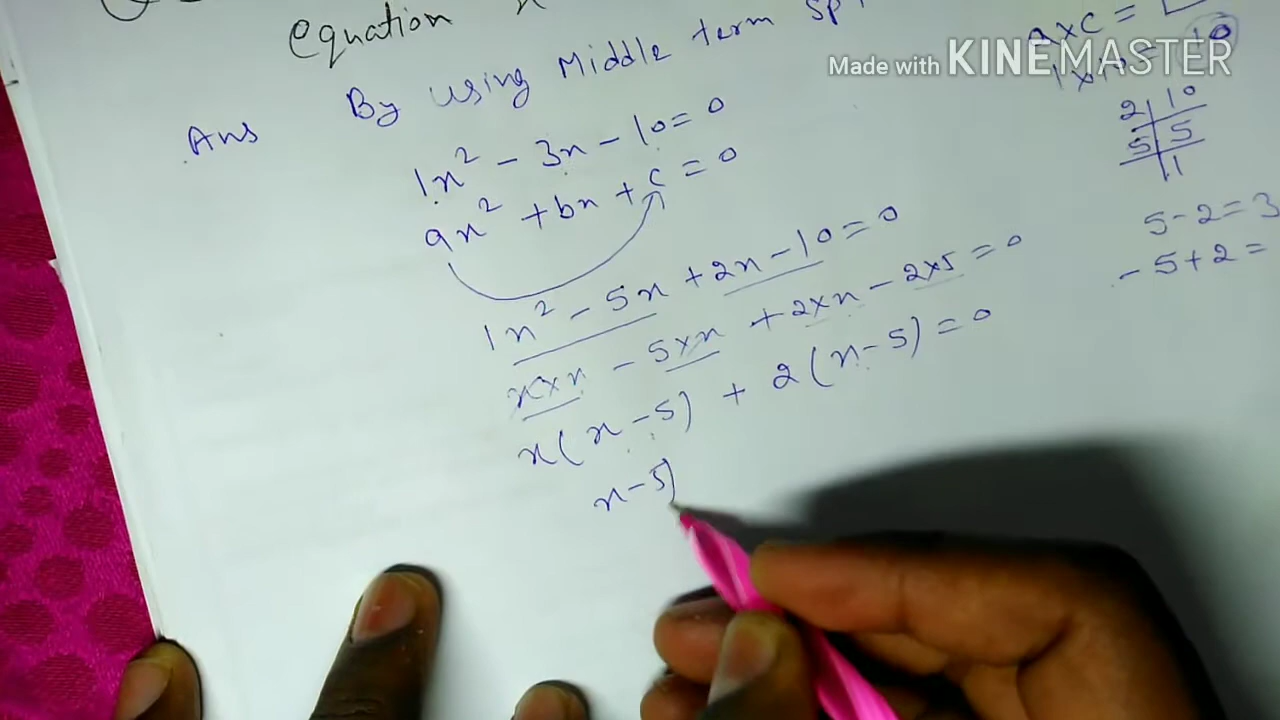 equation x
By using Middle term
Ans
1x² - 3x - 10 = 0
ax² + bx + c = 0
1x² - 5x + 2x - 10 = 0
x×x - 5×x + 2×x - 2×5 = 0
x(x-5) + 2(x-5) = 0
x-5)
a×c =
Made with KINEMASTER
2|10
5|5
|1
5-2=3
-5+2=